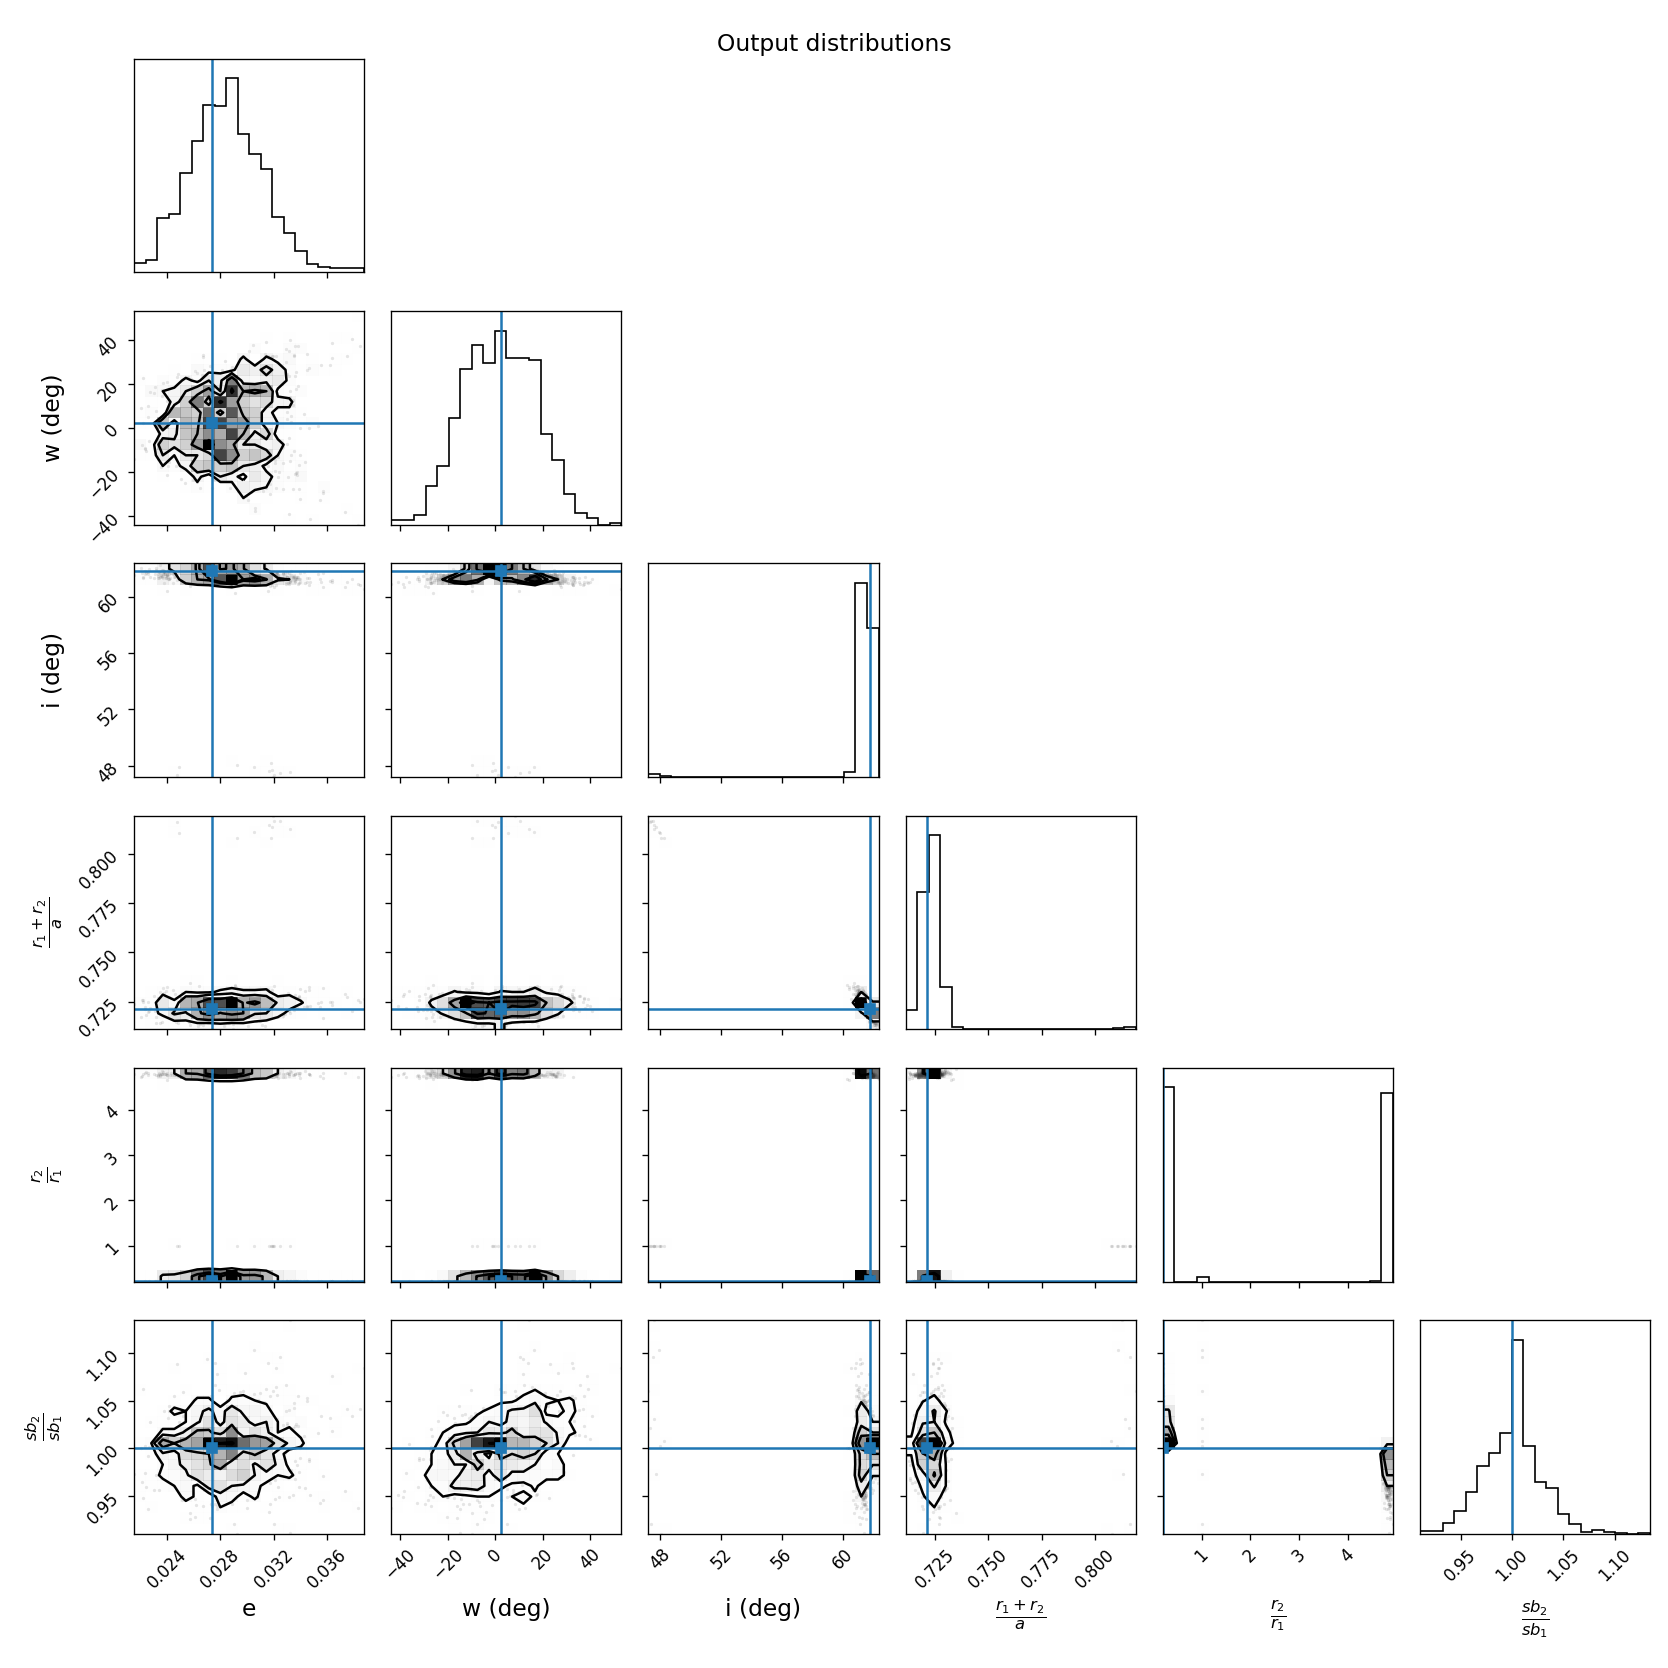 Output distributions
w (deg)
40
20
0
−20
−40
i (deg)
60
56
52
48
r₁ + r₂
a
0.800
0.775
0.750
0.725
r₂
r₁
4
3
2
1
sb₂
sb₁
1.10
1.05
1.00
0.95
0.024 0.028 0.032 0.036 −40 −20 0 20 40 48 52 56 60 0.725 0.750 0.775 0.800 1 2 3 4 0.95 1.00 1.05 1.10
e w (deg) i (deg) r₁ + r₂ r₂ sb₂
a r₁ sb₁